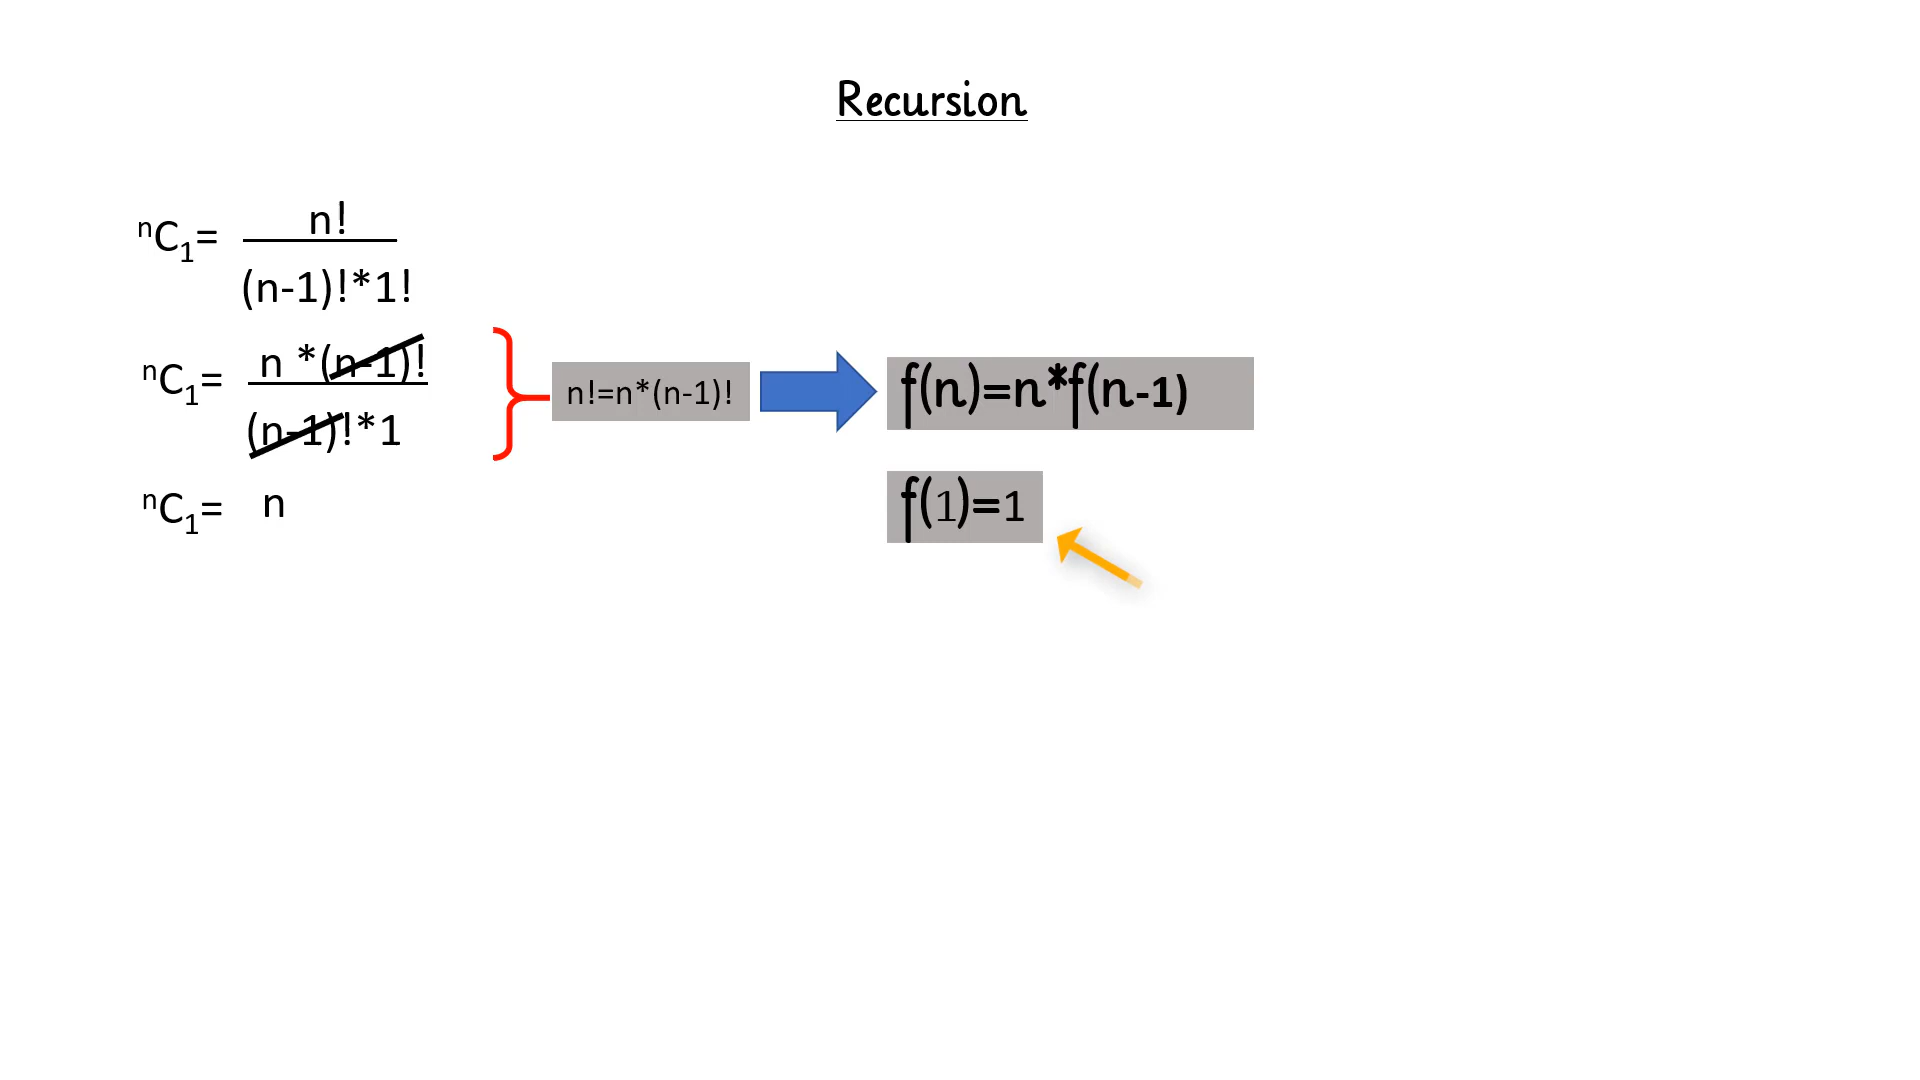 Recursion
ⁿC₁= n!
(n-1)!*1!
ⁿC₁= n *(n-1)!
(n-1)!*1
n!=n*(n-1)!
f(n)=n*f(n-1)
ⁿC₁= n
f(1)=1